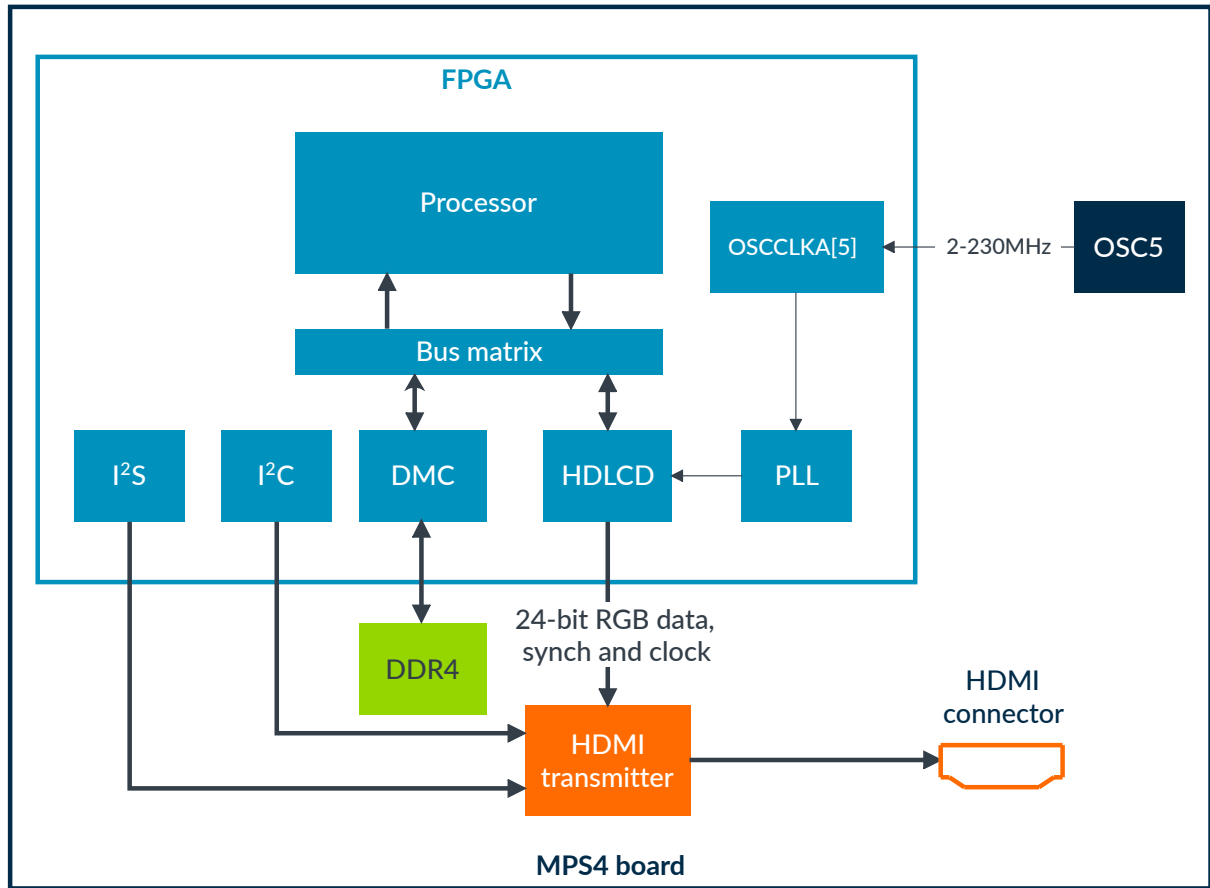 FPGA
Processor
OSCCLKA[5]
2-230MHz
OSC5
Bus matrix
I²S
I²C
DMC
HDLCD
PLL
24-bit RGB data,
synch and clock
DDR4
HDMI
connector
HDMI
transmitter
MPS4 board